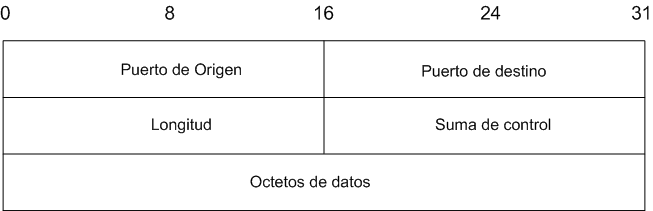 0 8 16 24 31
Puerto de Origen Puerto de destino
Longitud Suma de control
Octetos de datos